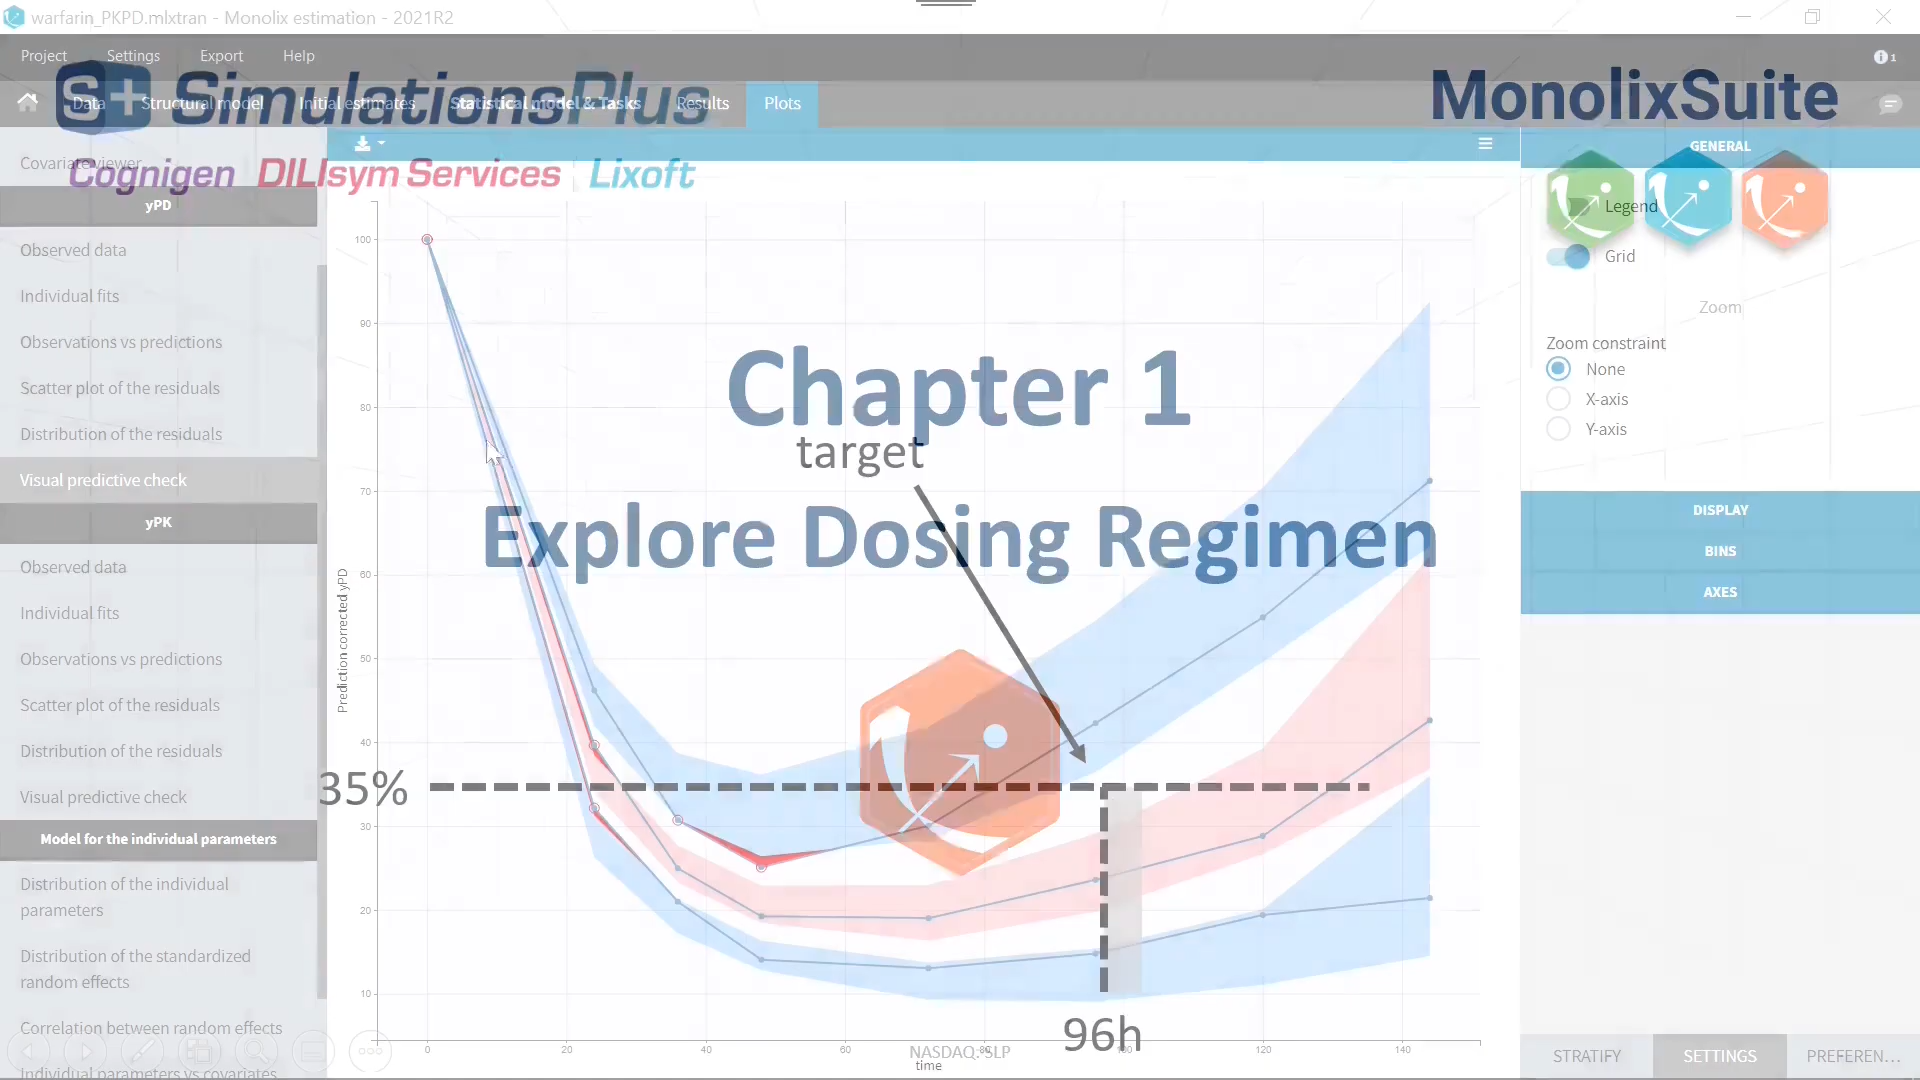 warfarin_PKPD.mlxtran - Monolix estimation - 2021R2
Project Settings Export Help
1
Data Structural model Initial estimates Statistical model & Tasks Results Plots
S+ SimulationsPlus
MonolixSuite
Cognigen DILIsym Services Lixoft
Covariate viewer
yPD
Observed data
Individual fits
Observations vs predictions
Scatter plot of the residuals
Distribution of the residuals
Visual predictive check
yPK
Observed data
Individual fits
Observations vs predictions
Scatter plot of the residuals
Distribution of the residuals
Visual predictive check
Model for the individual parameters
Distribution of the individual
parameters
Distribution of the standardized
random effects
Correlation between random effects
Individual parameters vs covariates
Chapter 1
target
Explore Dosing Regimen
35%
96h
Prediction corrected yPD
100
90
80
70
60
50
40
30
20
10
0 20 40 60 80 100 120 140
NASDAQ: SLP
time
GENERAL
Legend
Grid
Zoom
Zoom constraint
None
X-axis
Y-axis
DISPLAY
BINS
AXES
STRATIFY SETTINGS PREFEREN...